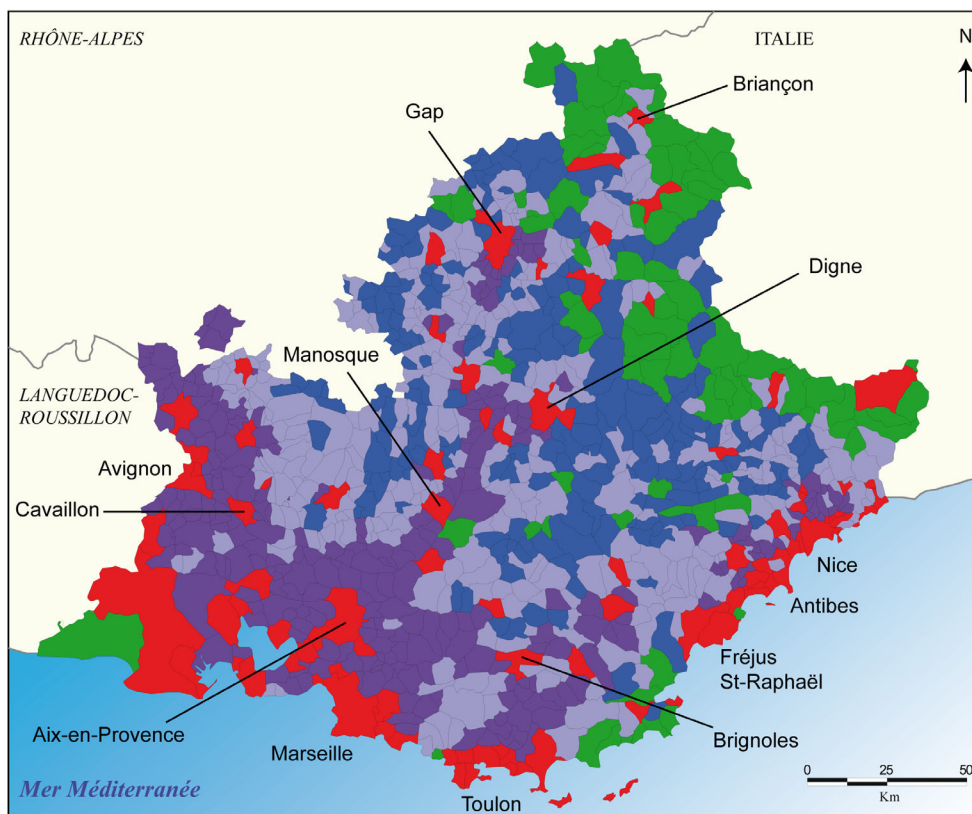 RHÔNE-ALPES
ITALIE
N
Briançon
Gap
Digne
Manosque
LANGUEDOC-
ROUSSILLON
Avignon
Cavaillon
Nice
Antibes
Fréjus
St-Raphaël
Aix-en-Provence
Brignoles
Marseille
Mer Méditerranée
Toulon
0 25 50
Km